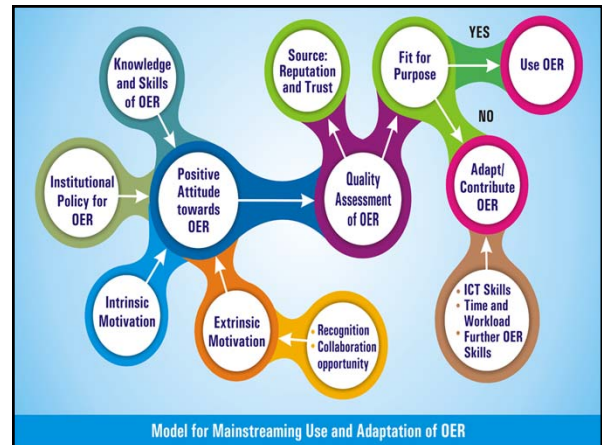 Knowledge
and Skills
of OER
Source:
Reputation
and Trust
Fit for
Purpose
YES
Use OER
NO
Institutional
Policy for
OER
Positive
Attitude
towards
OER
Quality
Assessment
of OER
Adapt/
Contribute
OER
Intrinsic
Motivation
Extrinsic
Motivation
• Recognition
• Collaboration
opportunity
• ICT Skills
• Time and
Workload
• Further OER
Skills
Model for Mainstreaming Use and Adaptation of OER